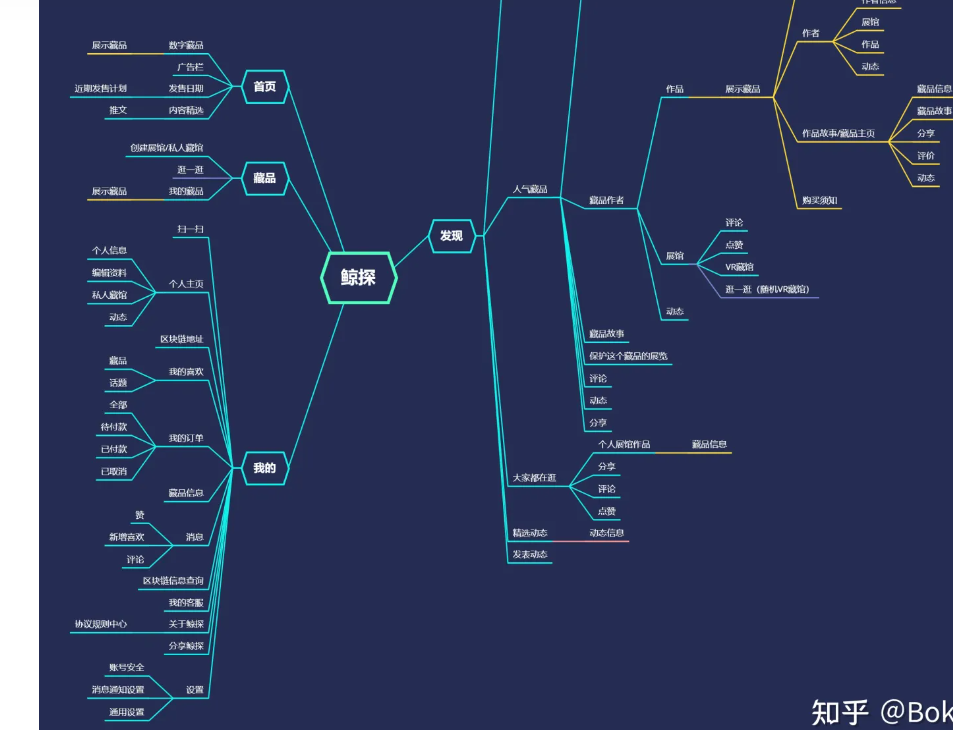 鲸探
首页
数字藏品
展示藏品
广告栏
发售日期
近期发售计划
内容精选
推文
藏品
创建展馆/私人藏馆
逛一逛
我的藏品
展示藏品
我的
扫一扫
个人主页
个人信息
编辑资料
私人藏馆
动态
区块链地址
我的喜欢
藏品
话题
我的订单
全部
待付款
已付款
已取消
藏品信息
消息
赞
新增喜欢
评论
区块链信息查询
我的客服
关于鲸探
协议规则中心
分享鲸探
设置
账号安全
消息通知设置
通用设置
发现
人气藏品
藏品作者
作品
展示藏品
作者
作者信息
展馆
作品
动态
作品故事/藏品主页
藏品信息
藏品故事
分享
评价
动态
购买须知
展馆
评论
点赞
VR藏馆
逛一逛（随机VR藏馆）
动态
藏品故事
保护这个藏品的展览
评论
动态
分享
大家都在逛
个人展馆作品
藏品信息
分享
评论
点赞
精选动态
动态信息
发表动态
知乎 @Bok